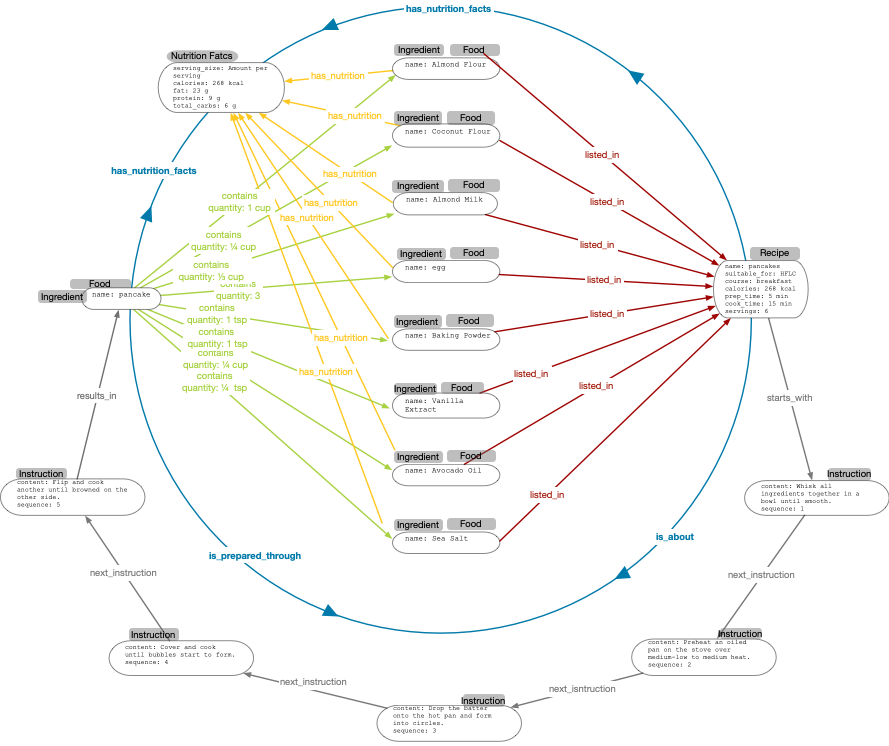 has_nutrition_facts
Nutrition Fatcs
serving_size: Amount per
serving
calories: 268 kcal
fat: 23 g
protein: 9 g
total_carbs: 6 g
Ingredient Food
name: Almond Flour
has_nutrition
Ingredient Food
name: Coconut Flour
has_nutrition
listed_in
has_nutrition_facts
has_nutrition
Ingredient Food
name: Almond Milk
listed_in
contains
quantity: 1 cup
has_nutrition
has_nutrition
contains
quantity: ¼ cup
listed_in
Recipe
name: pancakes
suitable_for: HFLC
course: breakfast
calories: 268 kcal
prep_time: 5 min
cook_time: 15 min
servings: 6
Ingredient Food
name: egg
listed_in
contains
quantity: ⅓ cup
contains
quantity: 3
Food
Ingredient
name: pancake
contains
quantity: 1 tsp
Ingredient Food
name: Baking Powder
listed_in
contains
quantity: 1 tsp
has_nutrition
contains
quantity: ¼ cup
has_nutrition
listed_in
contains
quantity: ¼ tsp
Ingredient Food
name: Vanilla
Extract
listed_in
results_in
starts_with
Ingredient Food
name: Avocado Oil
Instruction
content: Flip and cook
another until browned on the
other side.
sequence: 5
Instruction
content: Whisk all
ingredients together in a
bowl until smooth.
sequence: 1
listed_in
Ingredient Food
name: Sea Salt
is_about
is_prepared_through
next_instruction
next_instruction
Instruction
content: Cover and cook
until bubbles start to form.
sequence: 4
Instruction
content: Preheat an oiled
pan on the stove over
medium-low to medium heat.
sequence: 2
next_instruction
next_isntruction
Instruction
content: Drop the batter
onto the hot pan and form
into circles.
sequence: 3